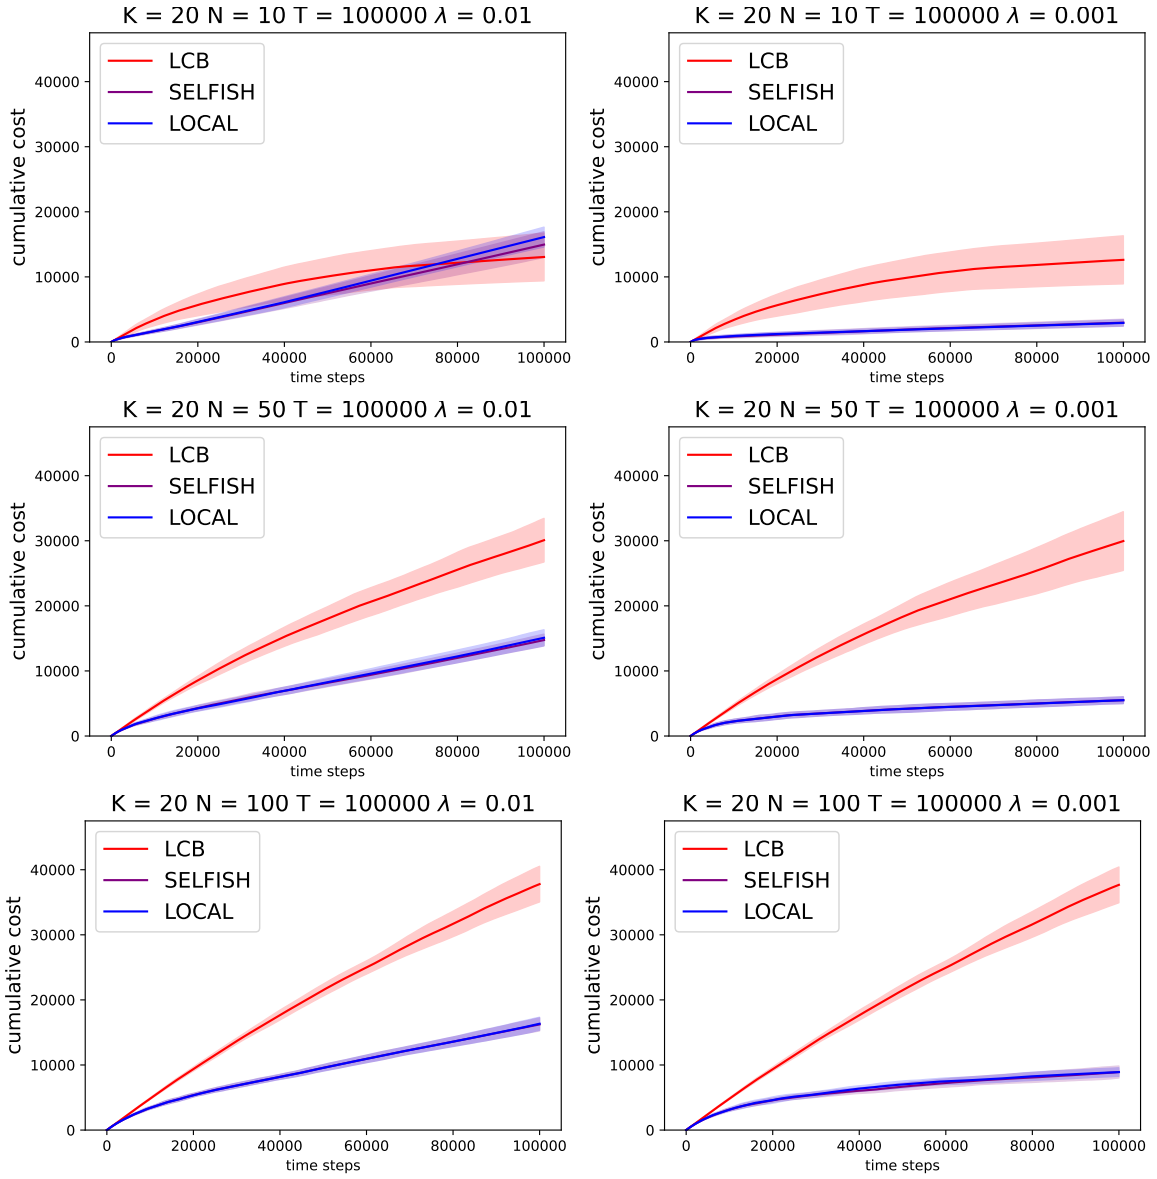 K = 20 N = 10 T = 100000 λ = 0.01
LCB
SELFISH
LOCAL
cumulative cost
40000
30000
20000
10000
0
0 20000 40000 60000 80000 100000
time steps
K = 20 N = 10 T = 100000 λ = 0.001
LCB
SELFISH
LOCAL
cumulative cost
40000
30000
20000
10000
0
0 20000 40000 60000 80000 100000
time steps
K = 20 N = 50 T = 100000 λ = 0.01
LCB
SELFISH
LOCAL
cumulative cost
40000
30000
20000
10000
0
0 20000 40000 60000 80000 100000
time steps
K = 20 N = 50 T = 100000 λ = 0.001
LCB
SELFISH
LOCAL
cumulative cost
40000
30000
20000
10000
0
0 20000 40000 60000 80000 100000
time steps
K = 20 N = 100 T = 100000 λ = 0.01
LCB
SELFISH
LOCAL
cumulative cost
40000
30000
20000
10000
0
0 20000 40000 60000 80000 100000
time steps
K = 20 N = 100 T = 100000 λ = 0.001
LCB
SELFISH
LOCAL
cumulative cost
40000
30000
20000
10000
0
0 20000 40000 60000 80000 100000
time steps